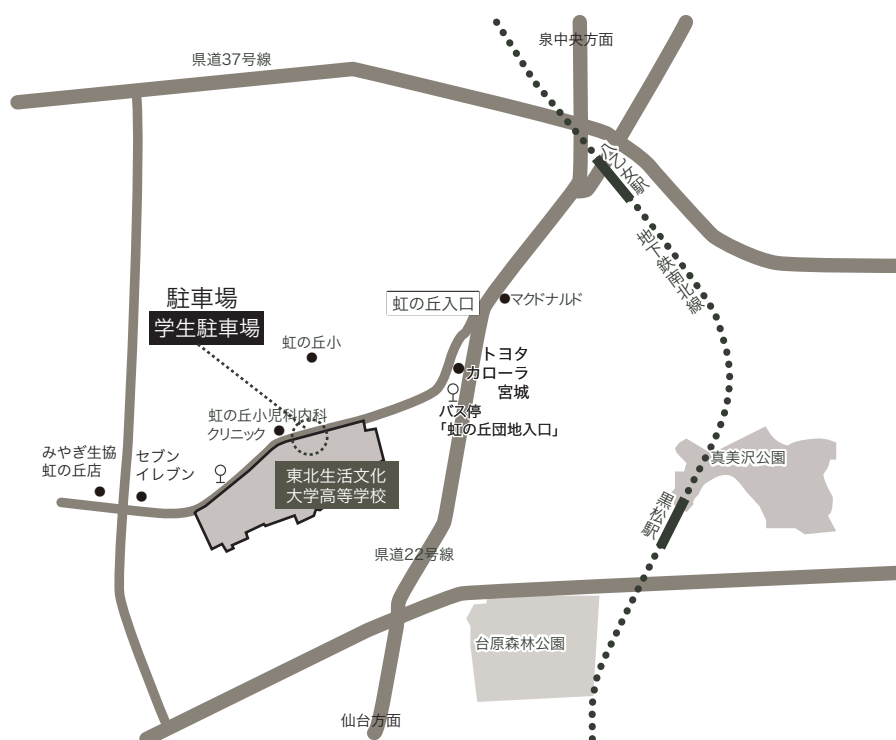 泉中央方面
県道37号線
八乙女駅
地下鉄南北線
駐車場
学生駐車場
虹の丘入口
マクドナルド
虹の丘小
トヨタ
カローラ
宮城
バス停
「虹の丘団地入口」
虹の丘小児科内科
クリニック
みやぎ生協
虹の丘店
セブン
イレブン
東北生活文化
大学高等学校
真美沢公園
黒松駅
県道22号線
台原森林公園
仙台方面